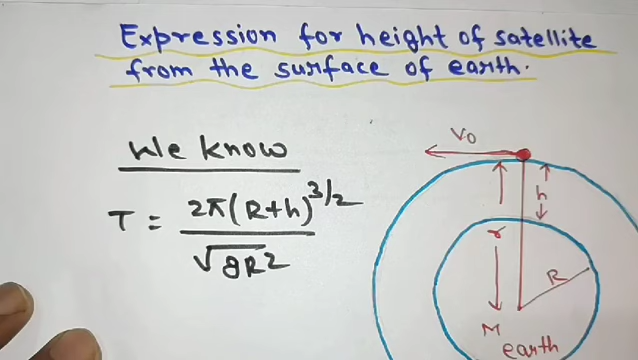 Expression for height of satellite
from the surface of earth.
We know
T = 2π(R+h)^3/2 / √gR2
V0
h
r
R
M
earth